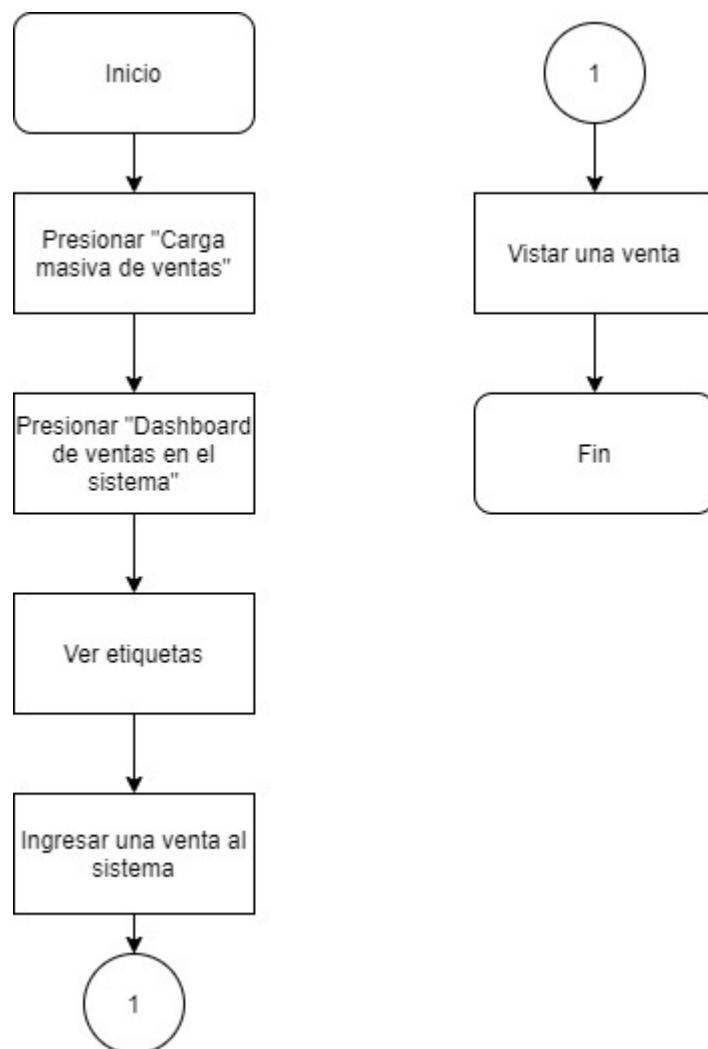 Inicio
Presionar "Carga
masiva de ventas"
Presionar "Dashboard
de ventas en el
sistema"
Ver etiquetas
Ingresar una venta al
sistema
1
1
Vistar una venta
Fin